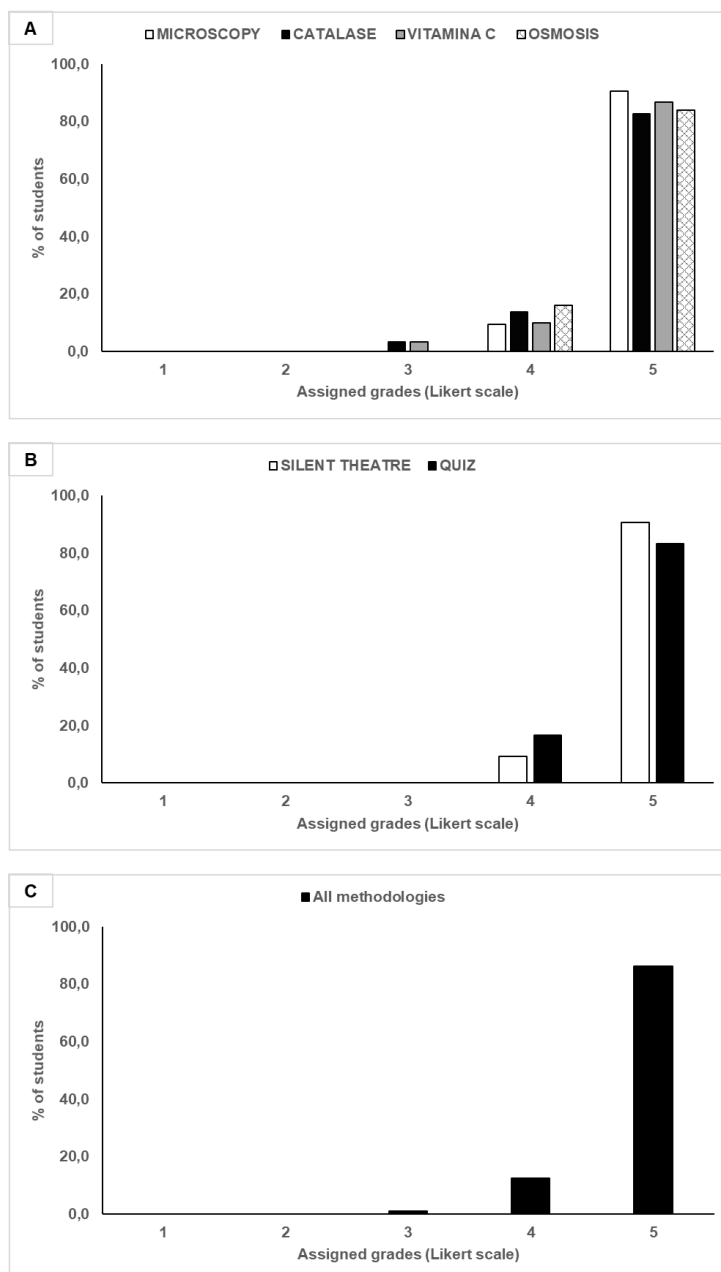 A
MICROSCOPY CATALASE VITAMINA C OSMOSIS
100,0
80,0
60,0
40,0
20,0
0,0
% of students
1 2 3 4 5
Assigned grades (Likert scale)
B
SILENT THEATRE QUIZ
100,0
80,0
60,0
40,0
20,0
0,0
% of students
1 2 3 4 5
Assigned grades (Likert scale)
C
All methodologies
100,0
80,0
60,0
40,0
20,0
0,0
% of students
1 2 3 4 5
Assigned grades (Likert scale)